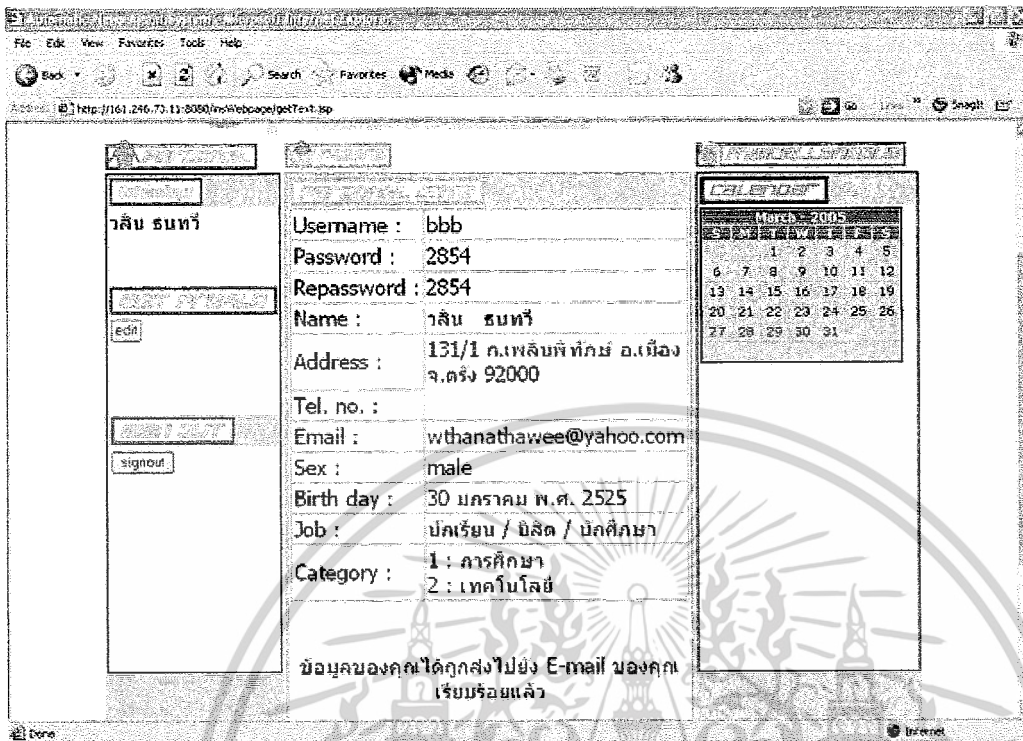 File Edit View Favorites Tools Help
Back Search Favorites Media
http://161.246.73.11:8080/insWebpage/getText.jsp Go Links » SnagIt
calendar
วสิน ธนทวี
edit
SIGN OUT
signout
Username : bbb
Password : 2854
Repassword : 2854
Name : วสิน ธนทวี
Address : 131/1 ถ.เพลินพิทักษ์ อ.เมือง
จ.ตรัง 92000
Tel. no. :
Email : wthanathawee@yahoo.com
Sex : male
Birth day : 30 มกราคม พ.ศ. 2525
Job : นักเรียน / นิสิต / นักศึกษา
Category : 1 : การศึกษา
2 : เทคโนโลยี
ข้อมูลของคุณได้ถูกส่งไปยัง E-mail ของคุณ
เรียบร้อยแล้ว
March 2005
S M T W T F S
1 2 3 4 5
6 7 8 9 10 11 12
13 14 15 16 17 18 19
20 21 22 23 24 25 26
27 28 29 30 31
Done Internet